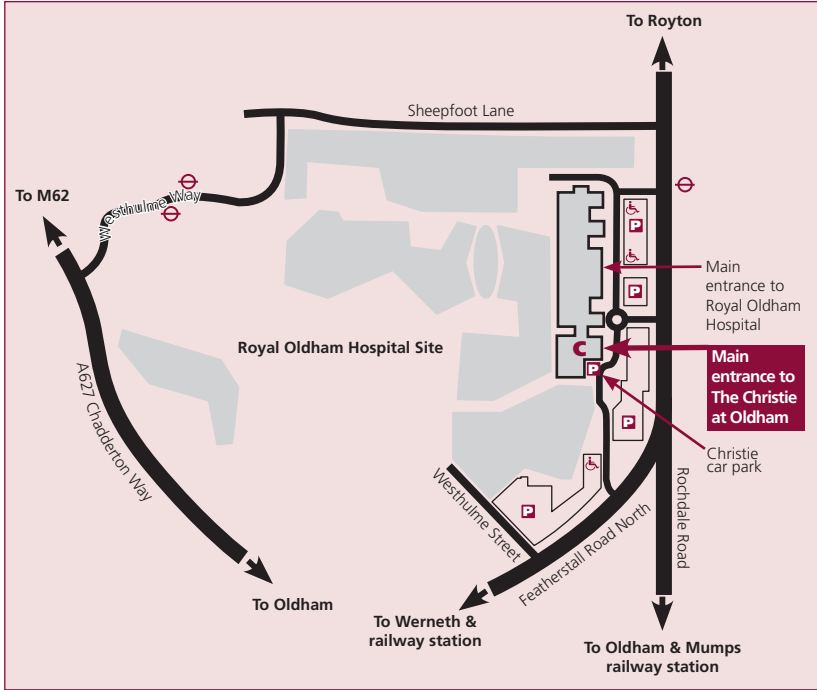 To Royton
Sheepfoot Lane
To M62
Westhulme Way
P
Main
entrance to
Royal Oldham
Hospital
P
Royal Oldham Hospital Site
C
Main
entrance to
The Christie
at Oldham
P
A627 Chadderton Way
P
Christie
car park
Westhulme Street
Rochdale Road
P
Featherstall Road North
To Oldham
To Werneth &
railway station
To Oldham & Mumps
railway station